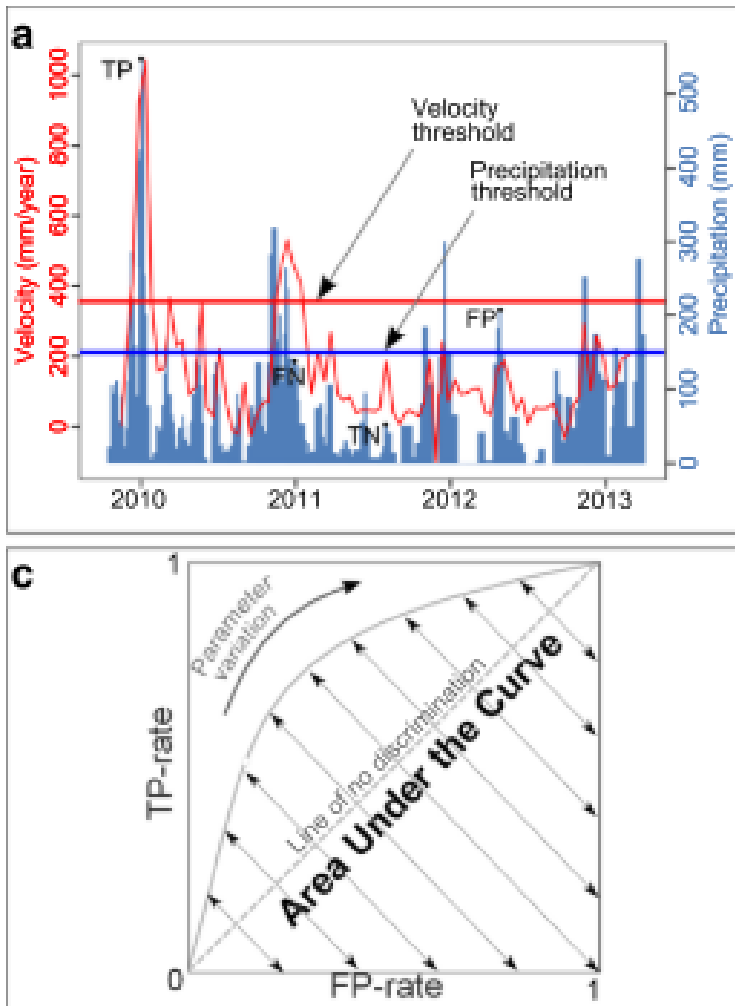 a
TP
Velocity
threshold
Precipitation
threshold
FP
FN
TN
Velocity (mm/year)
0 200 400 600 800 1000
Precipitation (mm)
0 100 200 300 400 500
2010 2011 2012 2013
c
1
Parameter
variation
TP-rate
Line of no discrimination
Area Under the Curve
0
FP-rate
1